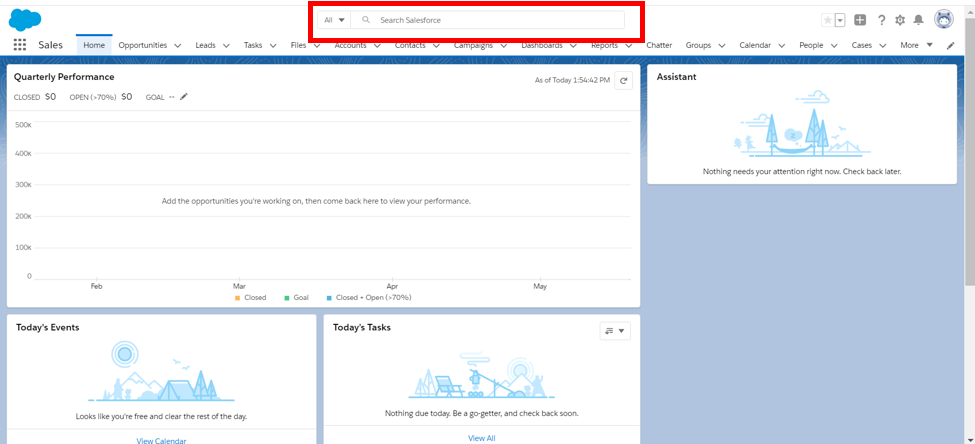 All Search Salesforce
Sales Home Opportunities Leads Tasks Files Accounts Contacts Campaigns Dashboards Reports Chatter Groups Calendar People Cases More
Quarterly Performance
As of Today 1:54:42 PM
CLOSED $0 OPEN (>70%) $0 GOAL --
500K
400K
300K
200K
100K
0
Add the opportunities you're working on, then come back here to view your performance.
Feb Mar Apr May
Closed Goal Closed + Open (>70%)
Assistant
Nothing needs your attention right now. Check back later.
Today's Events
Looks like you're free and clear the rest of the day.
View Calendar
Today's Tasks
Nothing due today. Be a go-getter, and check back soon.
View All